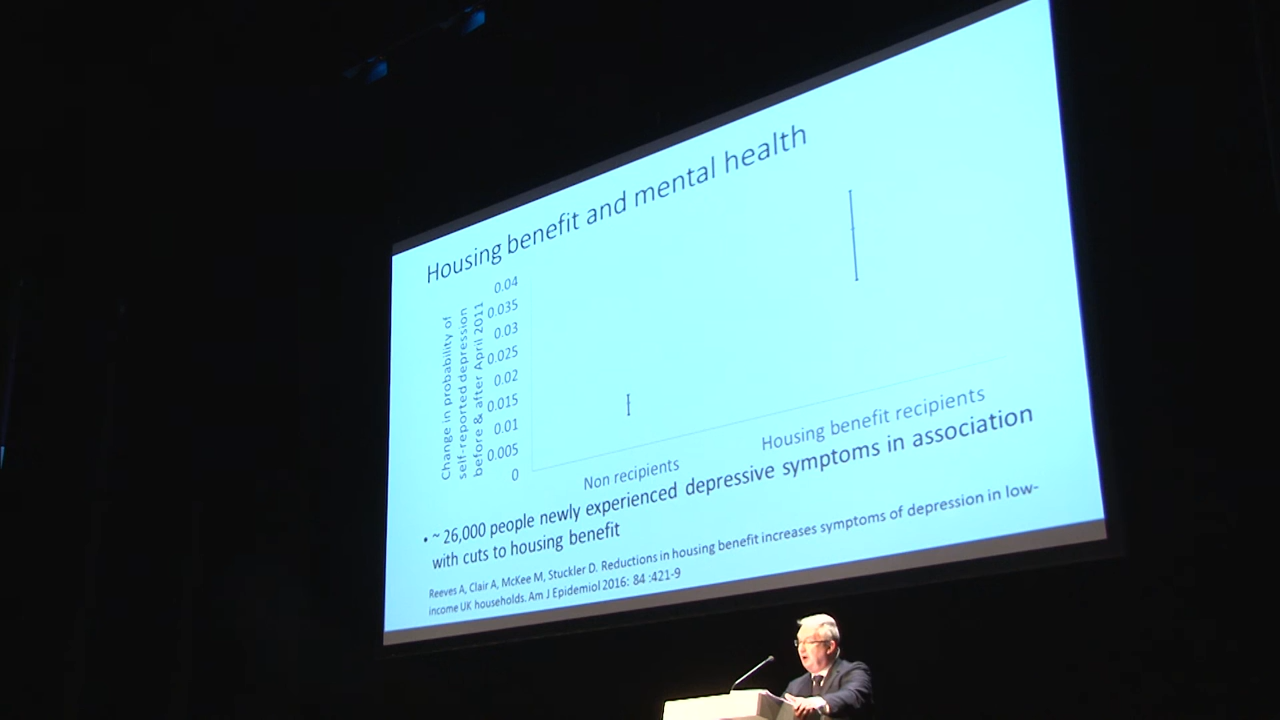 Housing benefit and mental health
Change in probability of
self-reported depression
before & after April 2011
0.04
0.035
0.03
0.025
0.02
0.015
0.01
0.005
0
Non recipients
Housing benefit recipients
• ~ 26,000 people newly experienced depressive symptoms in association
with cuts to housing benefit
Reeves A, Clair A, McKee M, Stuckler D. Reductions in housing benefit increases symptoms of depression in low-
income UK households. Am J Epidemiol 2016: 84 :421-9